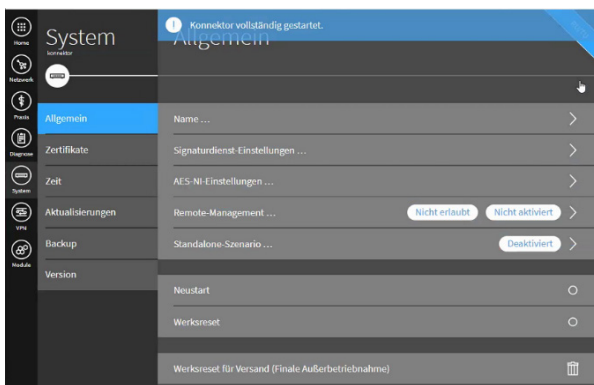 Home
Netzwerk
Praxis
Diagnose
System
VPN
Module
System
konnektor
Allgemein
Zertifikate
Zeit
Aktualisierungen
Backup
Version
Konnektor vollständig gestartet.
Allgemein
Name ...
Signaturdienst-Einstellungen ...
AES-NI-Einstellungen ...
Remote-Management ... Nicht erlaubt Nicht aktiviert
Standalone-Szenario ... Deaktiviert
Neustart
Werksreset
Werksreset für Versand (Finale Außerbetriebnahme)